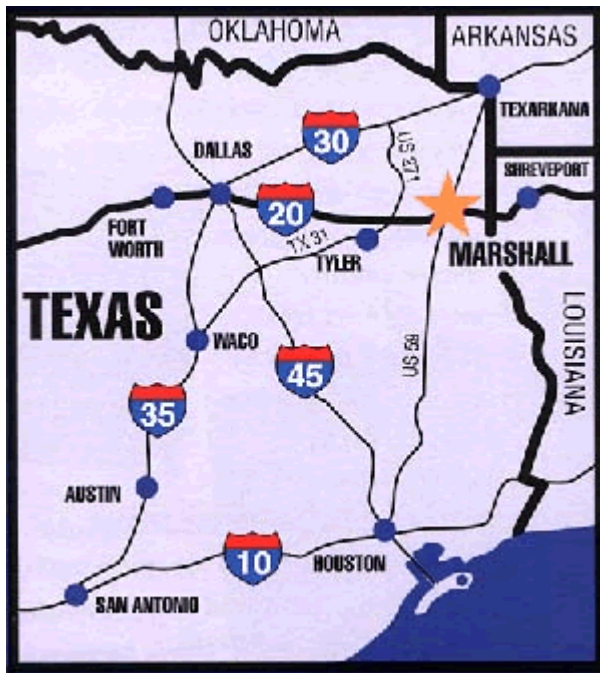 OKLAHOMA
ARKANSAS
TEXARKANA
30
DALLAS
US 271
SHREVEPORT
20
FORT
WORTH
TX 31
TYLER
MARSHALL
TEXAS
WACO
US 59
LOUISIANA
45
35
AUSTIN
10
HOUSTON
SAN ANTONIO